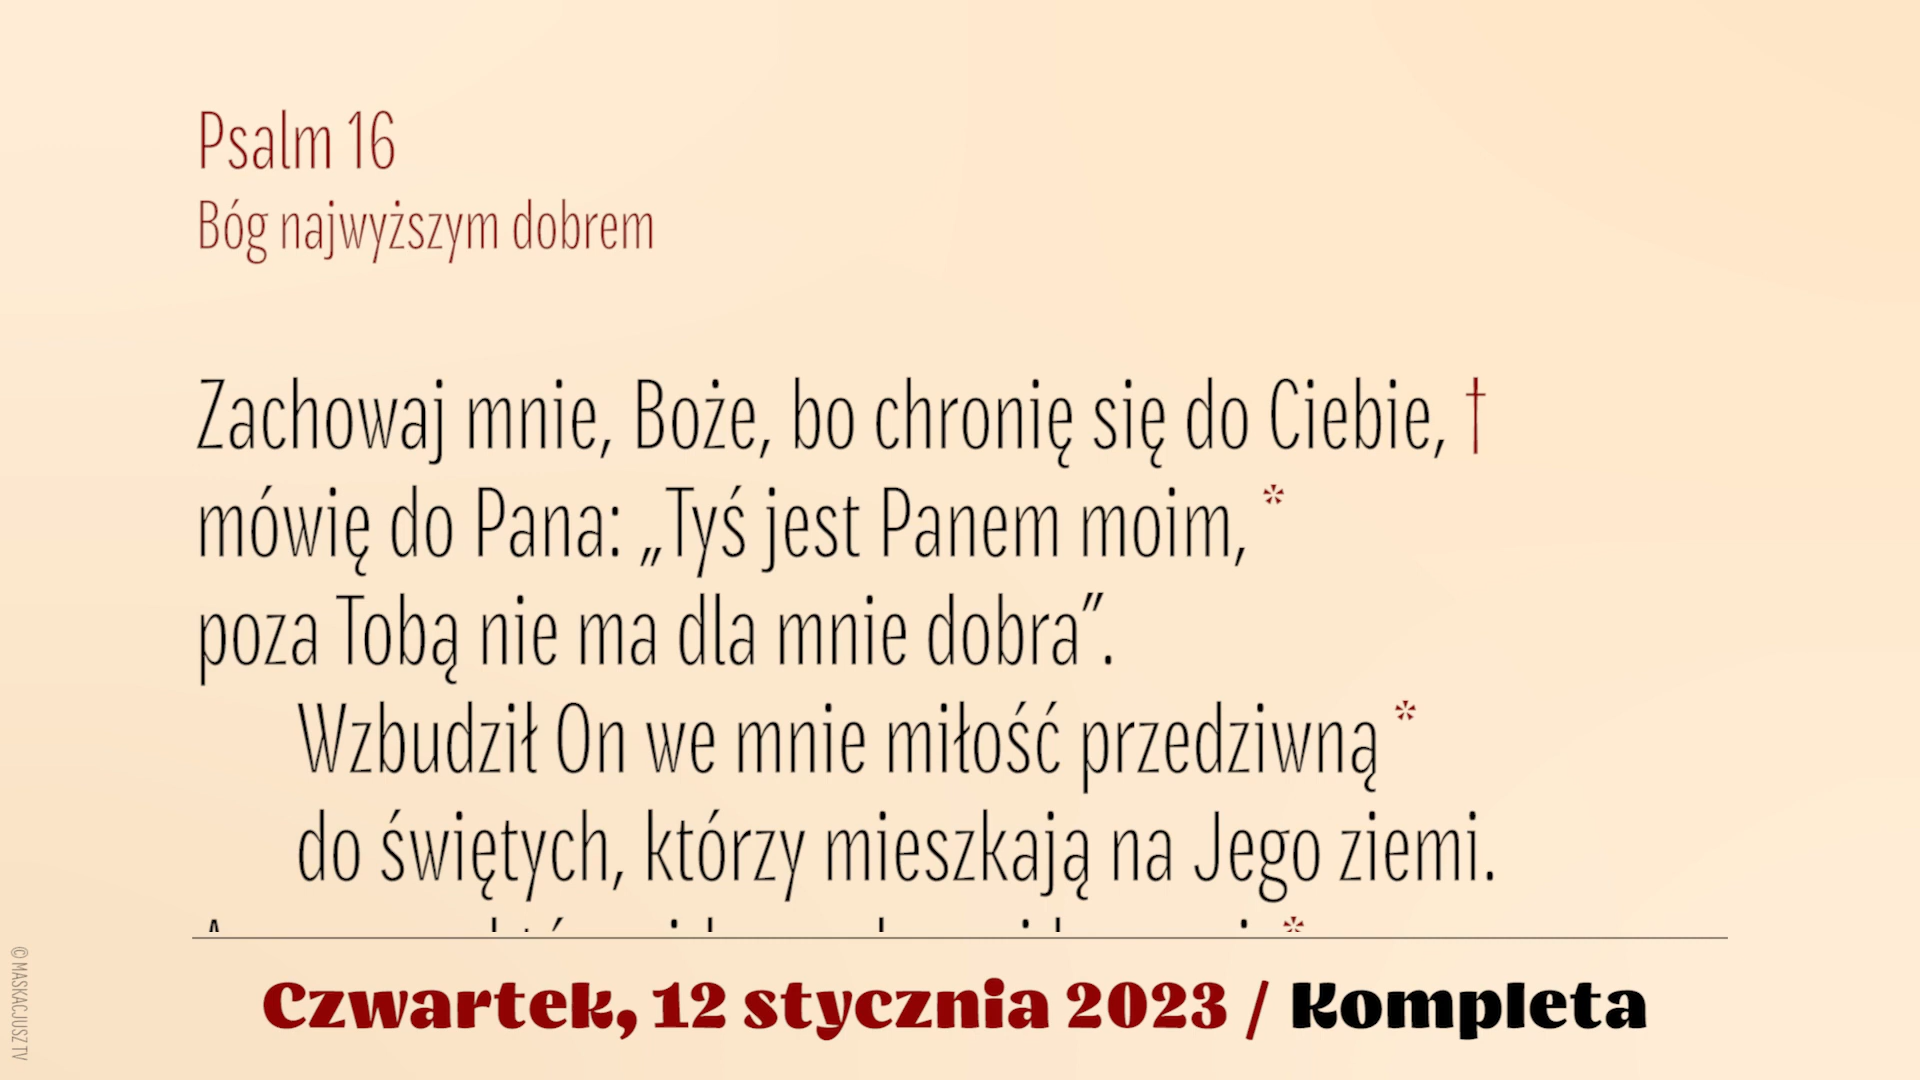 Psalm 16
Bóg najwyższym dobrem
Zachowaj mnie, Boże, bo chronię się do Ciebie, †
mówię do Pana: „Tyś jest Panem moim, *
poza Tobą nie ma dla mnie dobra”.
Wzbudził On we mnie miłość przedziwną *
do świętych, którzy mieszkają na Jego ziemi.
*
Czwartek, 12 stycznia 2023 / Kompleta
© MASKACJUSZ TV